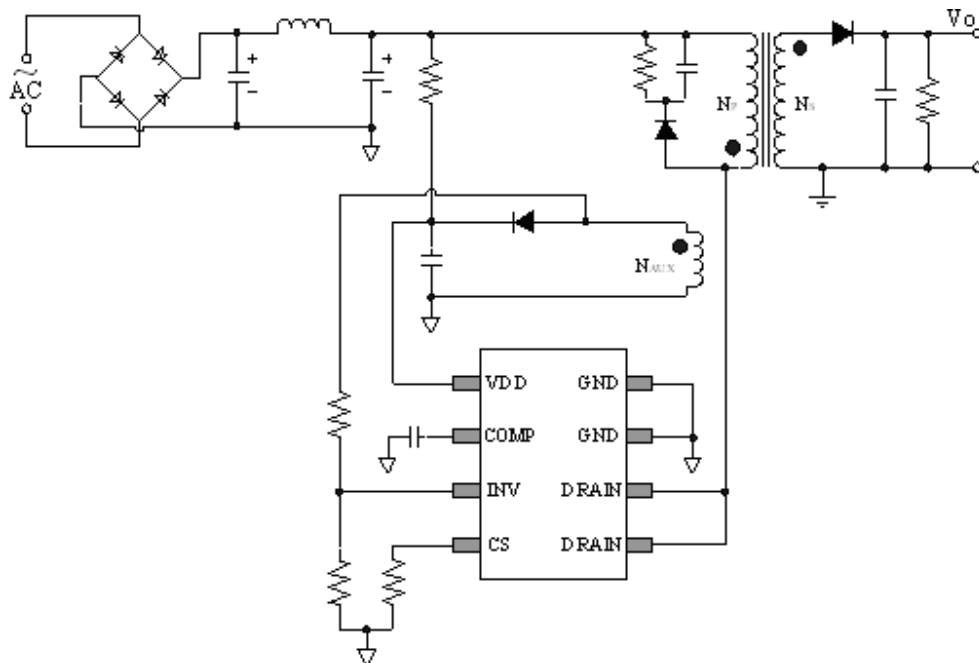 Vo
~
AC
+
+
−
−
NP
NS
NAUX
VDD
GND
COMP
GND
INV
DRAIN
CS
DRAIN